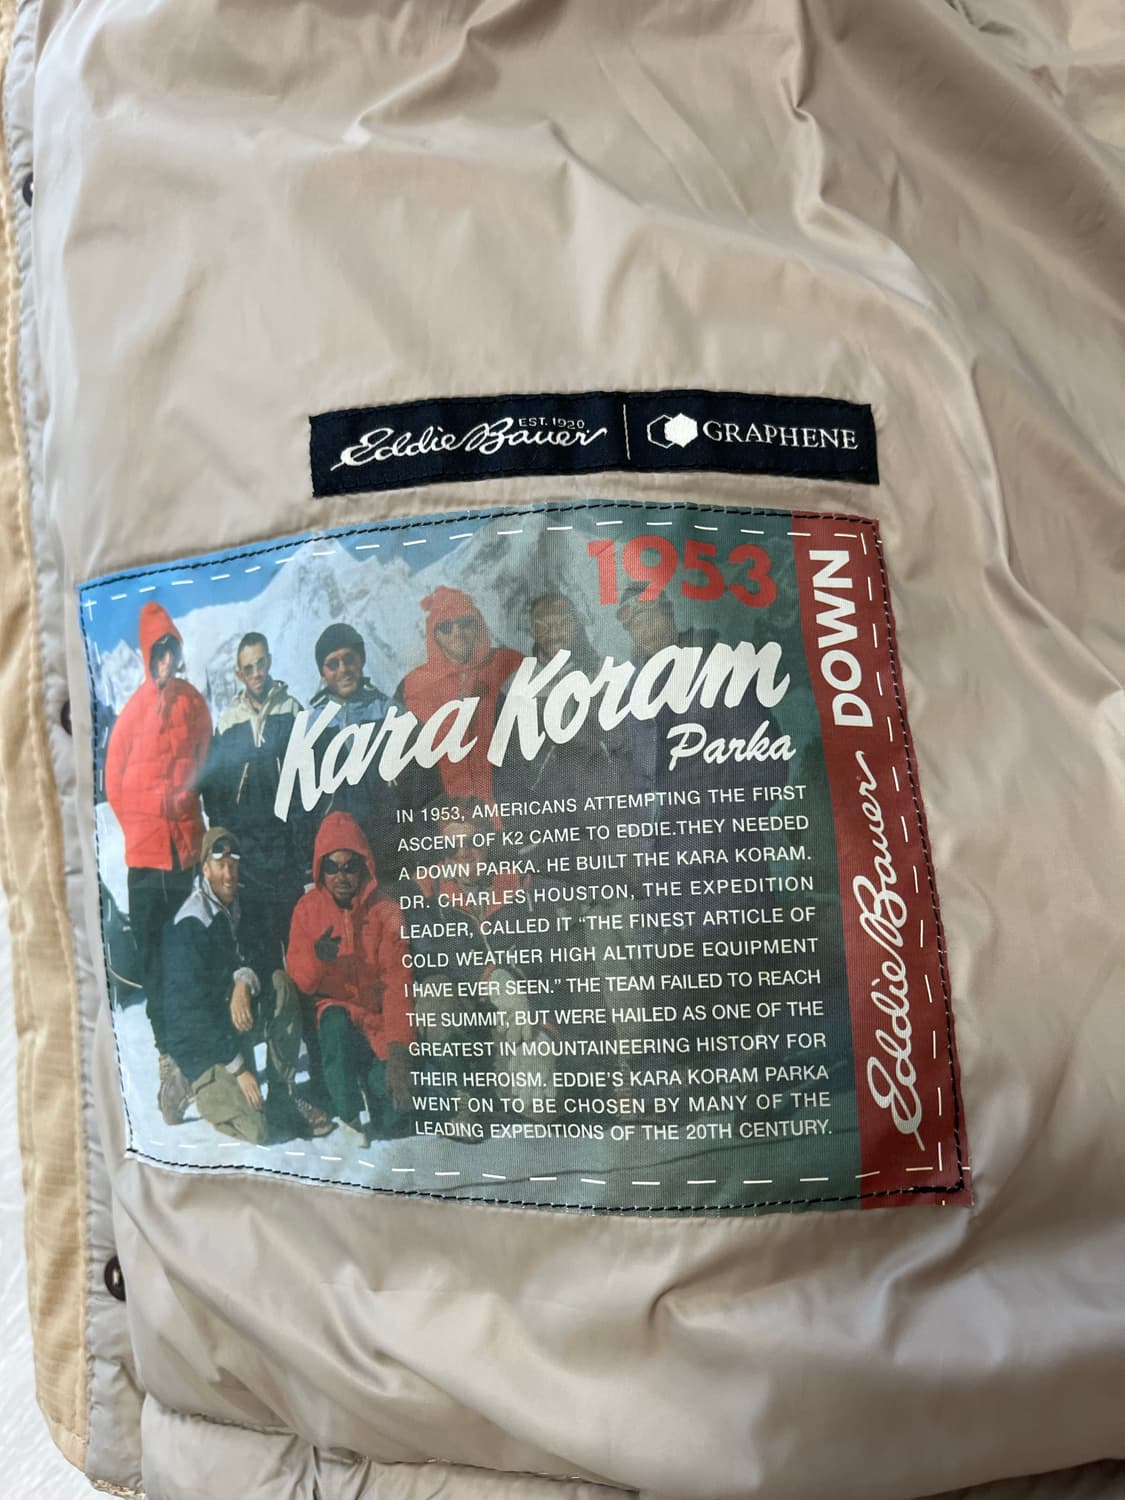 Eddie Bauer EST. 1920 GRAPHENE
1953
Kara Koram
Parka
IN 1953, AMERICANS ATTEMPTING THE FIRST
ASCENT OF K2 CAME TO EDDIE.THEY NEEDED
A DOWN PARKA. HE BUILT THE KARA KORAM.
DR. CHARLES HOUSTON, THE EXPEDITION
LEADER, CALLED IT “THE FINEST ARTICLE OF
COLD WEATHER HIGH ALTITUDE EQUIPMENT
I HAVE EVER SEEN.” THE TEAM FAILED TO REACH
THE SUMMIT, BUT WERE HAILED AS ONE OF THE
GREATEST IN MOUNTAINEERING HISTORY FOR
THEIR HEROISM. EDDIE’S KARA KORAM PARKA
WENT ON TO BE CHOSEN BY MANY OF THE
LEADING EXPEDITIONS OF THE 20TH CENTURY.
Eddie Bauer DOWN